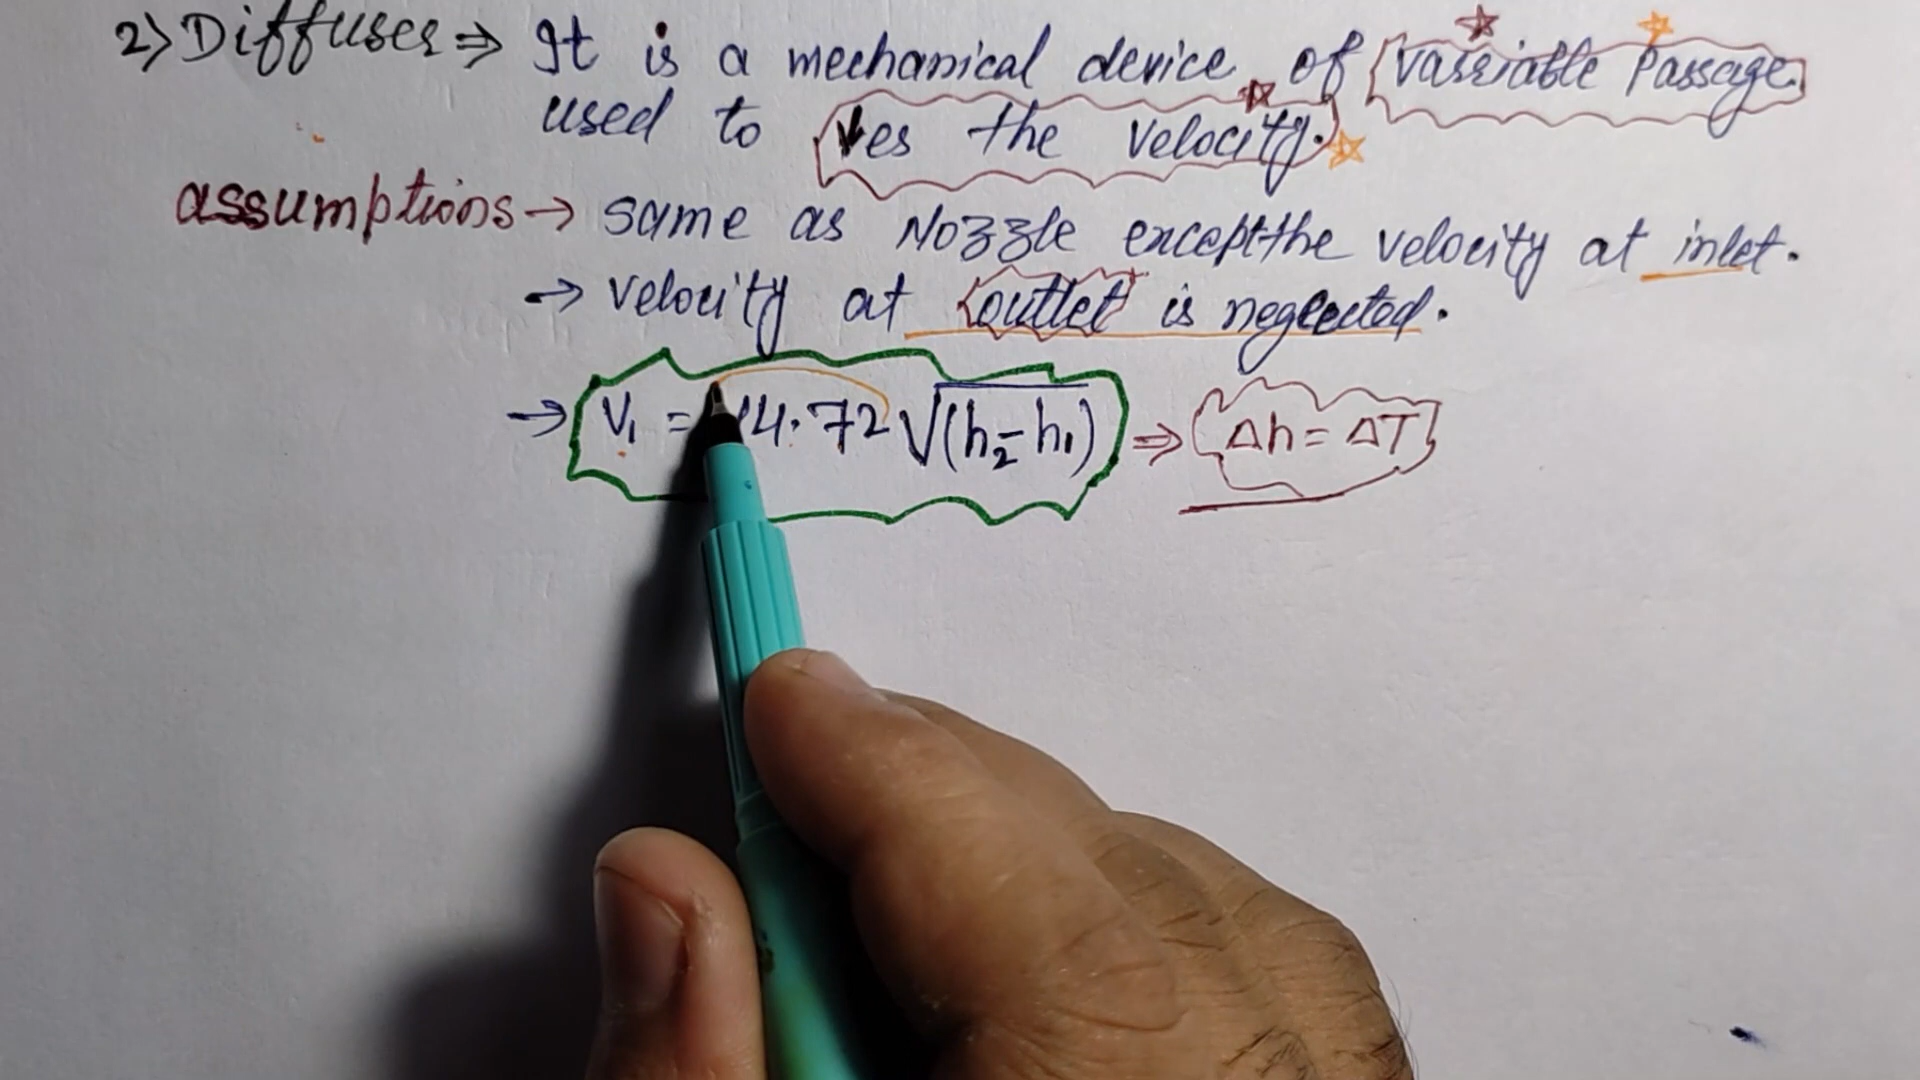 2) Diffuser ⇒ It is a mechanical device of variable Passage.
used to ↓es the velocity.
assumptions → same as Nozzle except the velocity at inlet.
→ velocity at outlet is neglected.
→ V₁ = 44.72 √(h₂ - h₁) ⇒ Δh = ΔT